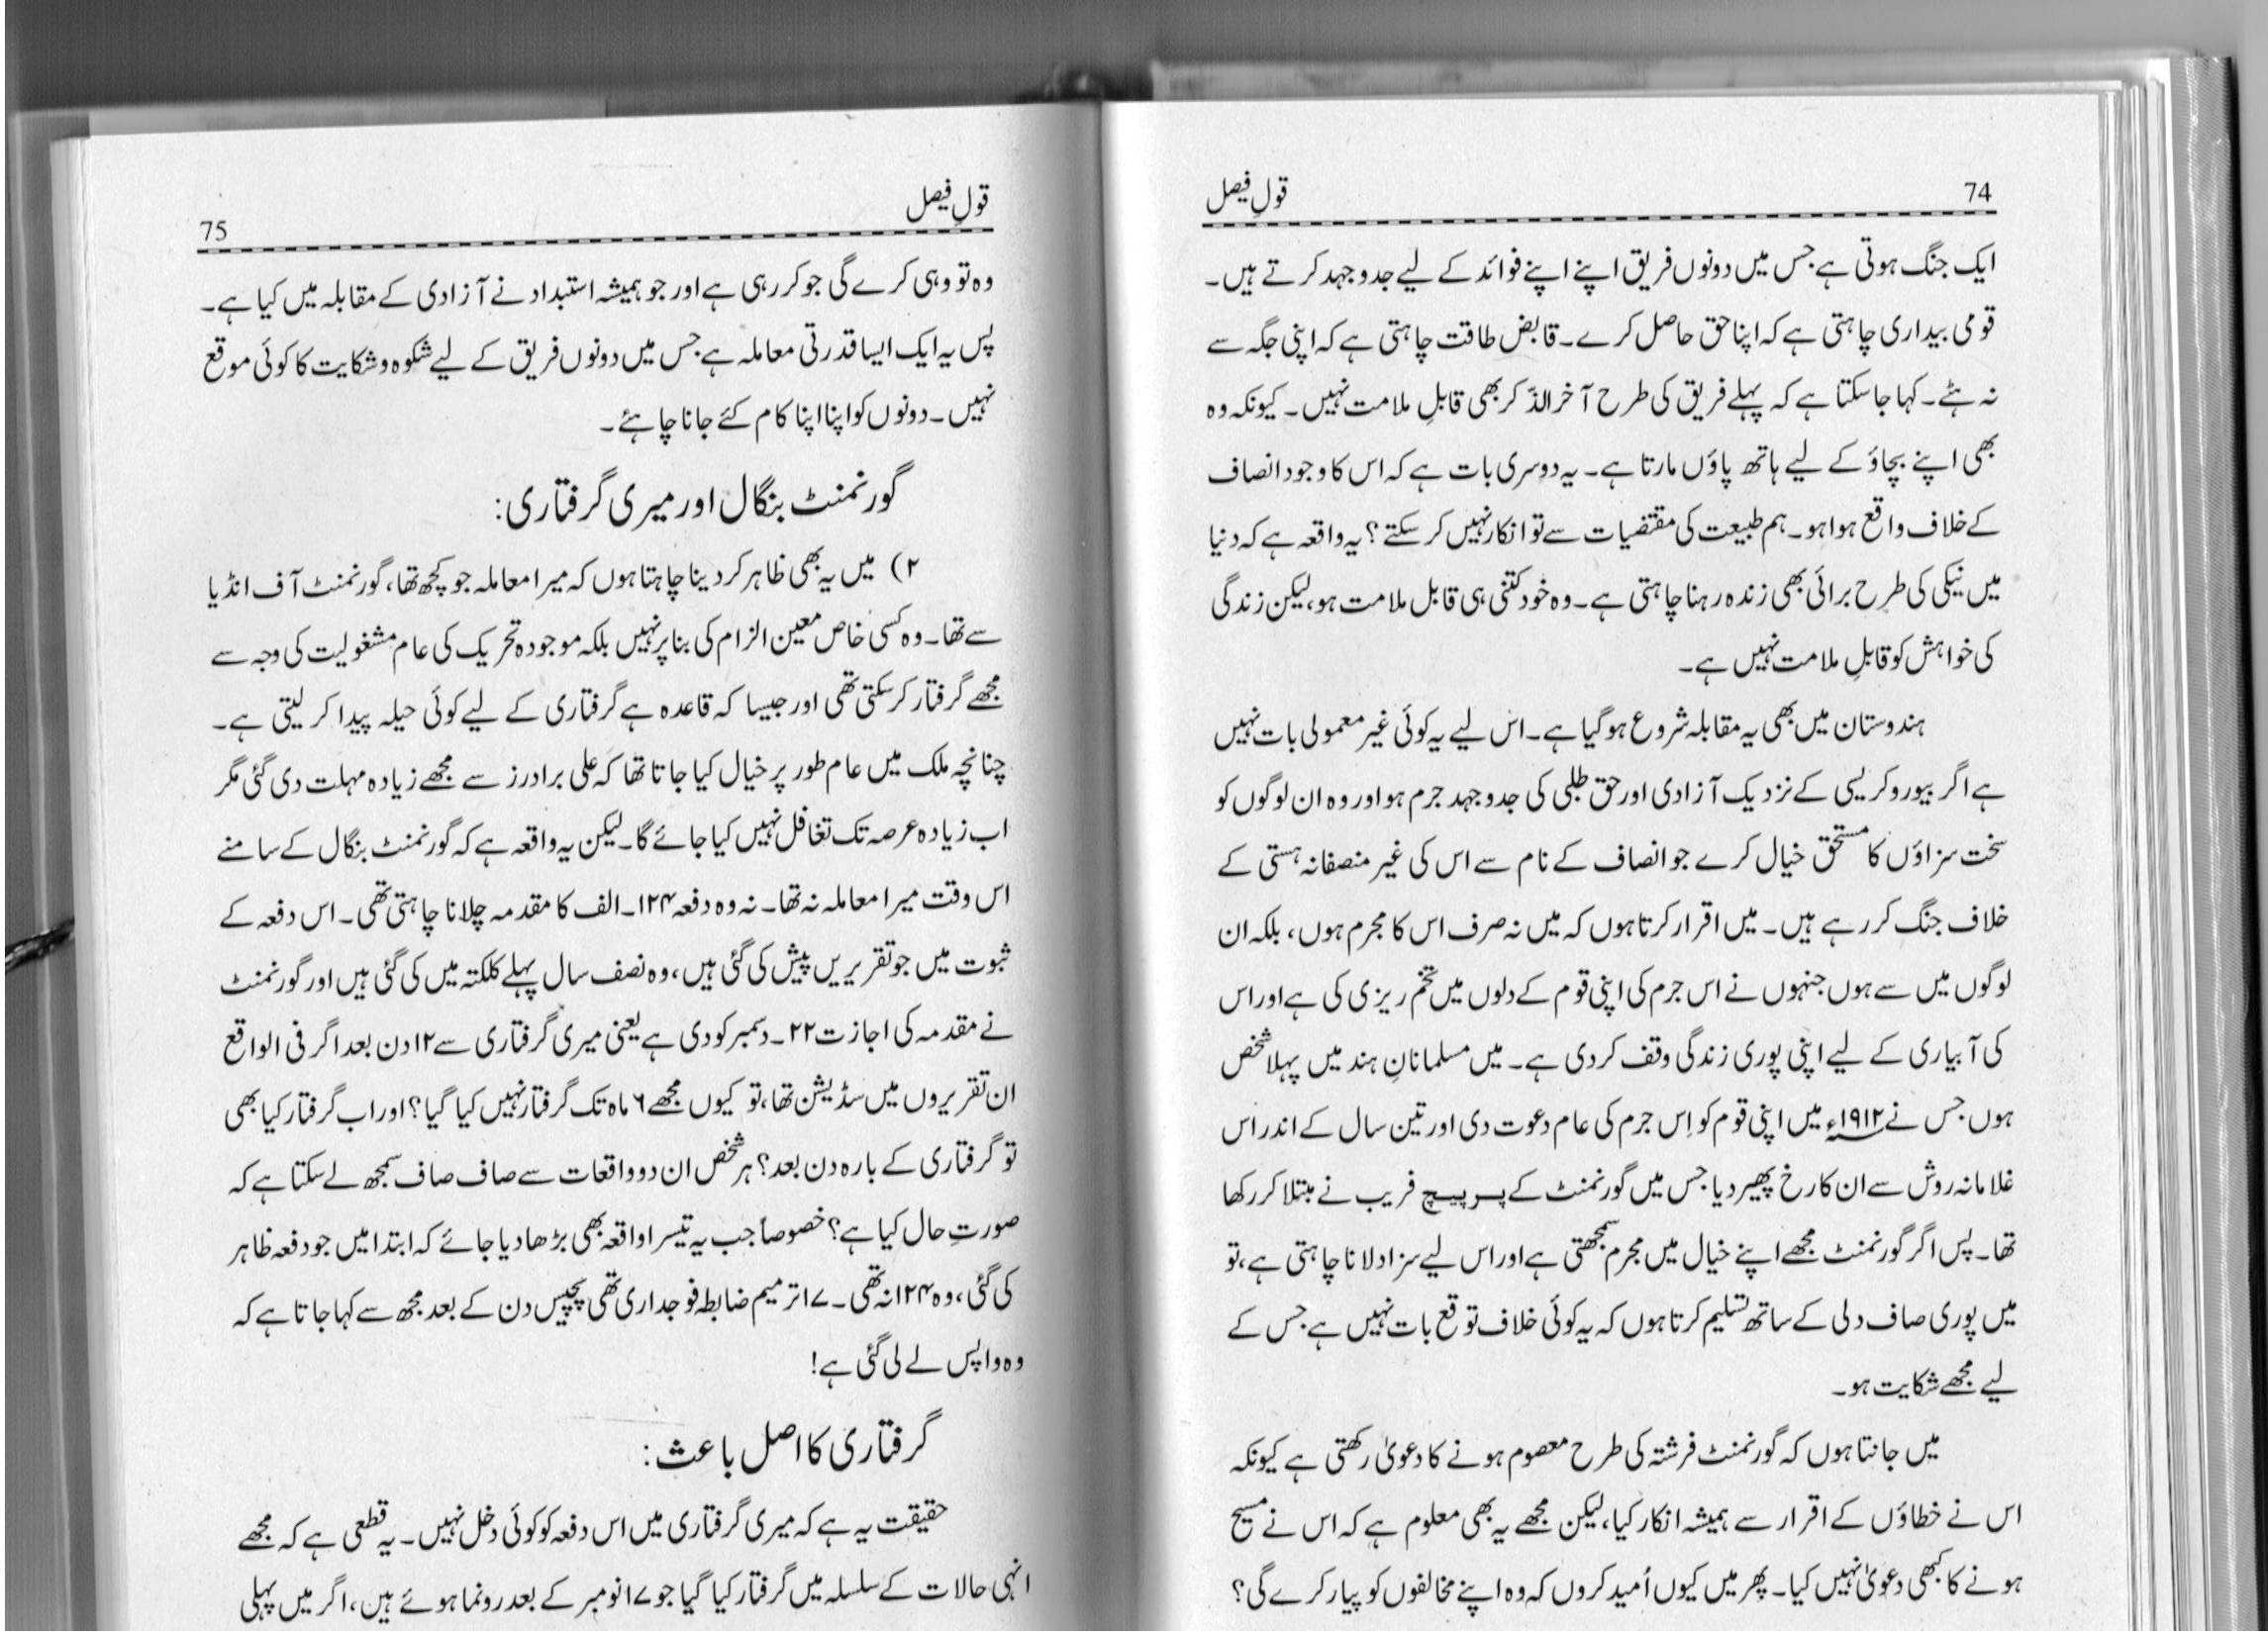 74
قولِ فیصل
ایک جنگ ہوتی ہے جس میں دونوں فریق اپنے اپنے فوائد کے لیے جدوجہد کرتے ہیں۔
قومی بیداری چاہتی ہے کہ اپنا حق حاصل کرے۔ قابض طاقت چاہتی ہے کہ اپنی جگہ سے
نہ ہٹے۔ کہا جا سکتا ہے کہ پہلے فریق کی طرح آخر الذکر بھی قابلِ ملامت نہیں۔ کیونکہ وہ
بھی اپنے بچاؤ کے لیے ہاتھ پاؤں مارتا ہے۔ یہ دوسری بات ہے کہ اس کا وجود انصاف
کے خلاف واقع ہوا ہو۔ ہم طبیعت کی مقتضیات سے تو انکار نہیں کر سکتے؟ یہ واقعہ ہے کہ دنیا
میں نیکی کی طرح برائی بھی زندہ رہنا چاہتی ہے۔ وہ خود کتنی ہی قابل ملامت ہو، لیکن زندگی
کی خواہش کو قابلِ ملامت نہیں ہے۔
ہندوستان میں بھی یہ مقابلہ شروع ہو گیا ہے۔ اس لیے یہ کوئی غیر معمولی بات نہیں
ہے اگر بیوروکریسی کے نزدیک آزادی اور حق طلبی کی جدوجہد جرم ہو اور وہ ان لوگوں کو
سخت سزاؤں کا مستحق خیال کرے جو انصاف کے نام سے اس کی غیر منصفانہ ہستی کے
خلاف جنگ کر رہے ہیں۔ میں اقرار کرتا ہوں کہ میں نہ صرف اس کا مجرم ہوں، بلکہ ان
لوگوں میں سے ہوں جنہوں نے اس جرم کی اپنی قوم کے دلوں میں تخم ریزی کی ہے اور اس
کی آبیاری کے لیے اپنی پوری زندگی وقف کر دی ہے۔ میں مسلمانانِ ہند میں پہلا شخص
ہوں جس نے ۱۹۱۲ء میں اپنی قوم کو اِس جرم کی عام دعوت دی اور تین سال کے اندر اس
غلامانہ روش سے ان کا رخ پھیر دیا جس میں گورنمنٹ کے پر پیچ فریب نے مبتلا کر رکھا
تھا۔ پس اگر گورنمنٹ مجھے اپنے خیال میں مجرم سمجھتی ہے اور اس لیے سزا دلانا چاہتی ہے، تو
میں پوری صاف دلی کے ساتھ تسلیم کرتا ہوں کہ یہ کوئی خلاف توقع بات نہیں ہے جس کے
لیے مجھے شکایت ہو۔
میں جانتا ہوں کہ گورنمنٹ فرشتہ کی طرح معصوم ہونے کا دعویٰ رکھتی ہے کیونکہ
اس نے خطاؤں کے اقرار سے ہمیشہ انکار کیا، لیکن مجھے یہ بھی معلوم ہے کہ اس نے مسیح
ہونے کا کبھی دعویٰ نہیں کیا۔ پھر میں کیوں اُمید کروں کہ وہ اپنے مخالفوں کو پیار کرے گی؟
قولِ فیصل
75
وہ تو وہی کرے گی جو کر رہی ہے اور جو ہمیشہ استبداد نے آزادی کے مقابلہ میں کیا ہے۔
پس یہ ایک ایسا قدرتی معاملہ ہے جس میں دونوں فریق کے لیے شکوہ و شکایت کا کوئی موقع
نہیں۔ دونوں کو اپنا اپنا کام کئے جانا چاہئے۔
گورنمنٹ بنگال اور میری گرفتاری:
۲) میں یہ بھی ظاہر کر دینا چاہتا ہوں کہ میرا معاملہ جو کچھ تھا، گورنمنٹ آف انڈیا
سے تھا۔ وہ کسی خاص معین الزام کی بنا پر نہیں بلکہ موجودہ تحریک کی عام مشغولیت کی وجہ سے
مجھے گرفتار کر سکتی تھی اور جیسا کہ قاعدہ ہے گرفتاری کے لیے کوئی حیلہ پیدا کر لیتی ہے۔
چنانچہ ملک میں عام طور پر خیال کیا جاتا تھا کہ علی برادرز سے مجھے زیادہ مہلت دی گئی مگر
اب زیادہ عرصہ تک تغافل نہیں کیا جائے گا۔ لیکن یہ واقعہ ہے کہ گورنمنٹ بنگال کے سامنے
اس وقت میرا معاملہ نہ تھا۔ نہ وہ دفعہ ۱۲۴۔ الف کا مقدمہ چلانا چاہتی تھی۔ اس دفعہ کے
ثبوت میں جو تقریریں پیش کی گئی ہیں، وہ نصف سال پہلے کلکتہ میں کی گئی ہیں اور گورنمنٹ
نے مقدمہ کی اجازت ۲۲۔ دسمبر کو دی ہے یعنی میری گرفتاری سے ۱۲ دن بعد اگر فی الواقع
ان تقریروں میں سڈیشن تھا، تو کیوں مجھے ۶ ماہ تک گرفتار نہیں کیا گیا؟ اور اب گرفتار کیا بھی
تو گرفتاری کے بارہ دن بعد؟ ہر شخص ان دو واقعات سے صاف صاف سمجھ لے سکتا ہے کہ
صورتِ حال کیا ہے؟ خصوصاً جب یہ تیسرا واقعہ بھی بڑھا دیا جائے کہ ابتدا میں جو دفعہ ظاہر
کی گئی، وہ ۱۲۴ نہ تھی۔ ۱۷ ترمیم ضابطہ فوجداری تھی پچیس دن کے بعد مجھ سے کہا جاتا ہے کہ
وہ واپس لے لی گئی ہے!
گرفتاری کا اصل باعث:
حقیقت یہ ہے کہ میری گرفتاری میں اس دفعہ کو کوئی دخل نہیں۔ یہ قطعی ہے کہ مجھے
انہی حالات کے سلسلہ میں گرفتار کیا گیا جو ۱۷ نومبر کے بعد رونما ہوئے ہیں، اگر میں پہلی